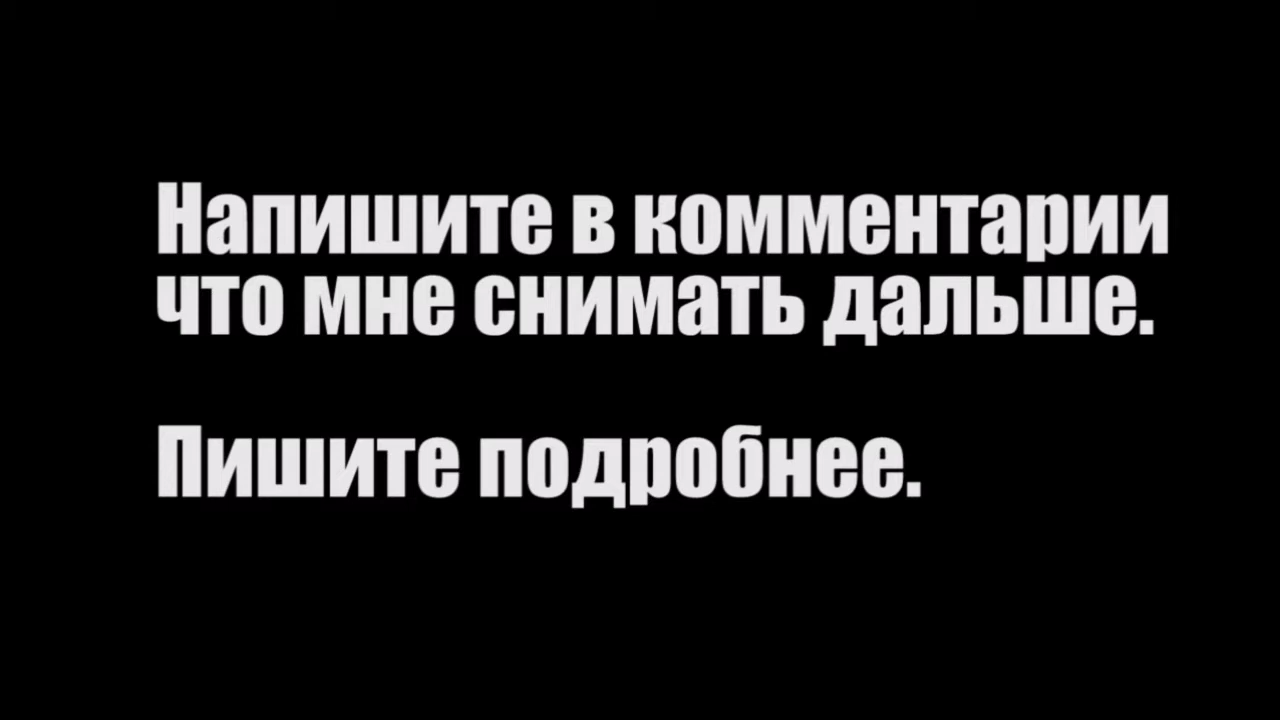 Напишите в комментарии
что мне снимать дальше.
Пишите подробнее.